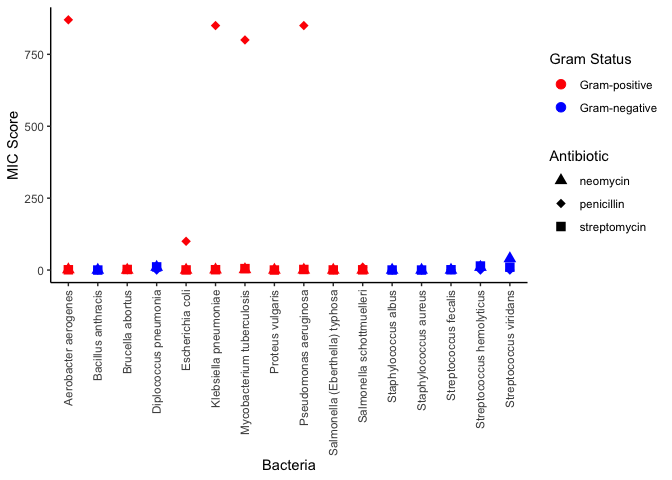 MIC Score
750
500
250
0
Aerobacter aerogenes
Bacillus anthracis
Brucella abortus
Diplococcus pneumonia
Escherichia coli
Klebsiella pneumoniae
Mycobacterium tuberculosis
Proteus vulgaris
Pseudomonas aeruginosa
Salmonella (Eberthella) typhosa
Salmonella schottmuelleri
Staphylococcus albus
Staphylococcus aureus
Streptococcus fecalis
Streptococcus hemolyticus
Streptococcus viridans
Bacteria
Gram Status
Gram-positive
Gram-negative
Antibiotic
neomycin
penicillin
streptomycin